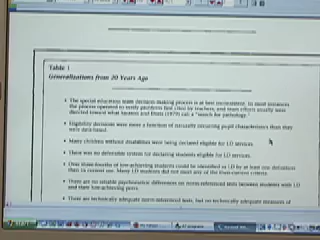 Table 1
Generalizations from 20 Years Ago
• The special education team decision-making process is at best inconsistent. In most instances
the process operated to verify problems first cited by teachers, and team efforts usually were
directed toward what Sarason and Doris (1979) call a "search for pathology."
• Eligibility decisions were more a function of naturally occurring pupil characteristics than they
were data-based.
• Many children without disabilities were being declared eligible for LD services.
• There was no defensible system for declaring students eligible for LD services.
• Over three-fourths of low-achieving students could be identified as LD by at least one definition
then in common use. Many LD students did not meet any of the then-current criteria.
• There are no reliable psychometric differences on norm-referenced tests between students with LD
and their low-achieving peers.
• There are technically adequate norm-referenced tests, but no technically adequate measures of